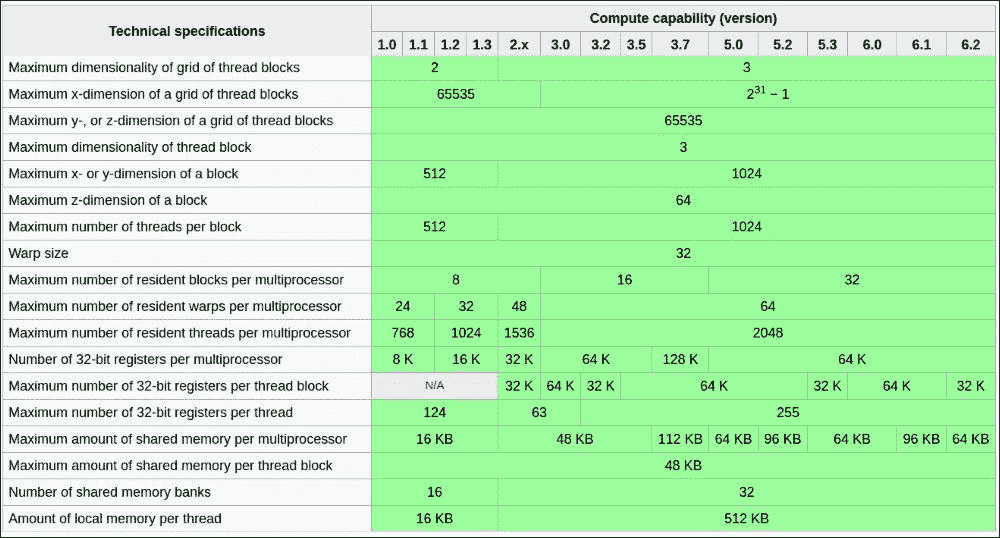 Technical specifications
Compute capability (version)
1.0 1.1 1.2 1.3 2.x 3.0 3.2 3.5 3.7 5.0 5.2 5.3 6.0 6.1 6.2
Maximum dimensionality of grid of thread blocks 2 3
Maximum x-dimension of a grid of thread blocks 65535 2³¹ − 1
Maximum y-, or z-dimension of a grid of thread blocks 65535
Maximum dimensionality of thread block 3
Maximum x- or y-dimension of a block 512 1024
Maximum z-dimension of a block 64
Maximum number of threads per block 512 1024
Warp size 32
Maximum number of resident blocks per multiprocessor 8 16 32
Maximum number of resident warps per multiprocessor 24 32 48 64
Maximum number of resident threads per multiprocessor 768 1024 1536 2048
Number of 32-bit registers per multiprocessor 8 K 16 K 32 K 64 K 128 K 64 K
Maximum number of 32-bit registers per thread block N/A 32 K 64 K 32 K 64 K 32 K 64 K 32 K
Maximum number of 32-bit registers per thread 124 63 255
Maximum amount of shared memory per multiprocessor 16 KB 48 KB 112 KB 64 KB 96 KB 64 KB 96 KB 64 KB
Maximum amount of shared memory per thread block 48 KB
Number of shared memory banks 16 32
Amount of local memory per thread 16 KB 512 KB